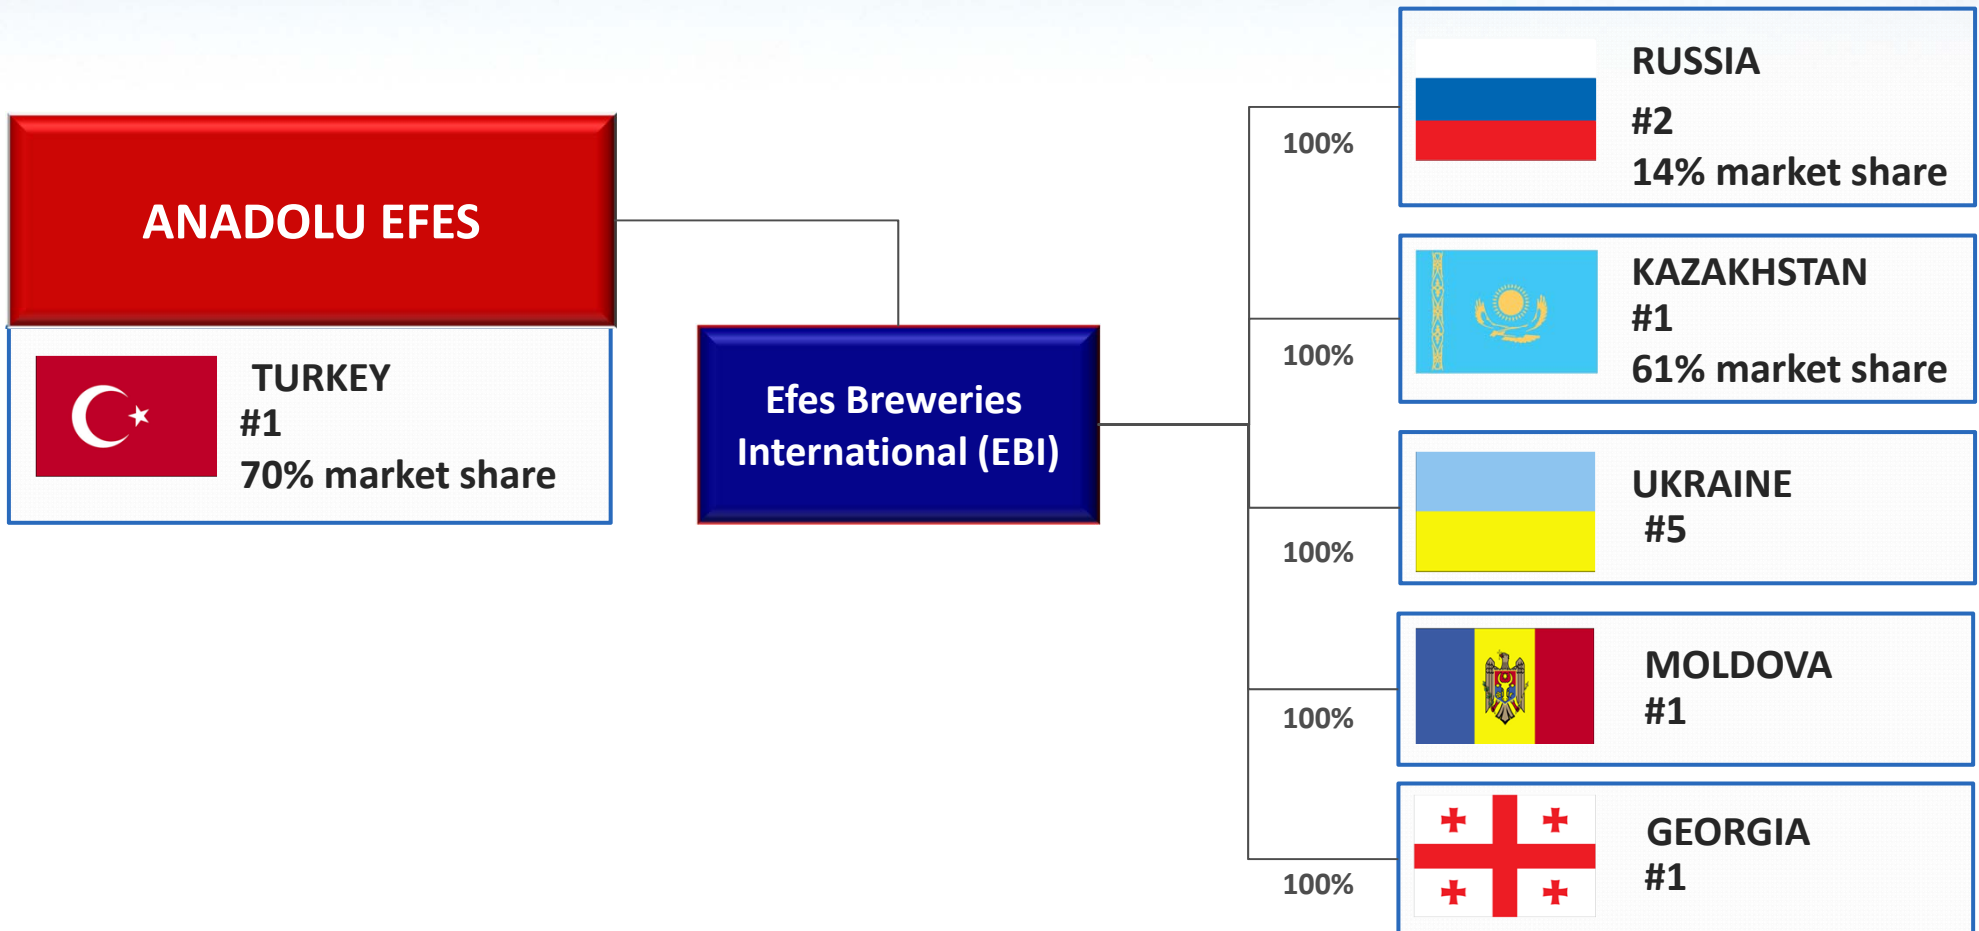 ANADOLU EFES
TURKEY
#1
70% market share
Efes Breweries
International (EBI)
100%
RUSSIA
#2
14% market share
100%
KAZAKHSTAN
#1
61% market share
100%
UKRAINE
#5
100%
MOLDOVA
#1
100%
GEORGIA
#1